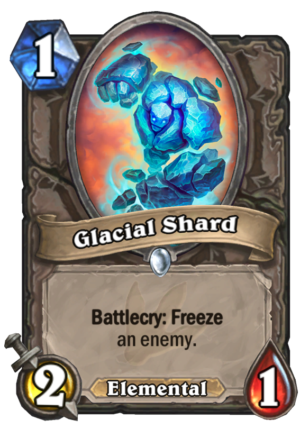 1
Glacial Shard
Battlecry: Freeze
an enemy.
2
Elemental
1